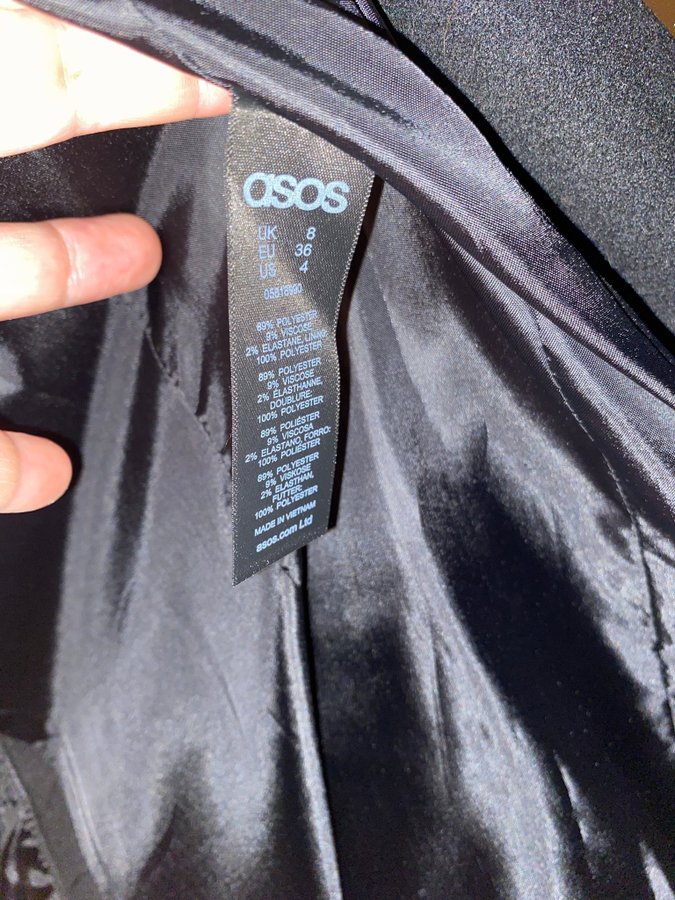 asos
UK 8
EU 36
US 4
89% POLYESTER
9% VISCOSE
2% ELASTANE, LINING:
100% POLYESTER
89% POLYESTER
9% VISCOSE
2% ELASTHANNE,
DOUBLURE:
100% POLYESTER
89% POLIÉSTER
9% VISCOSA
2% ELASTANO, FORRO:
100% POLIÉSTER
89% POLYESTER
9% VISKOSE
2% ELASTHAN,
FUTTER:
100% POLYESTER
MADE IN VIETNAM
asos.com Ltd